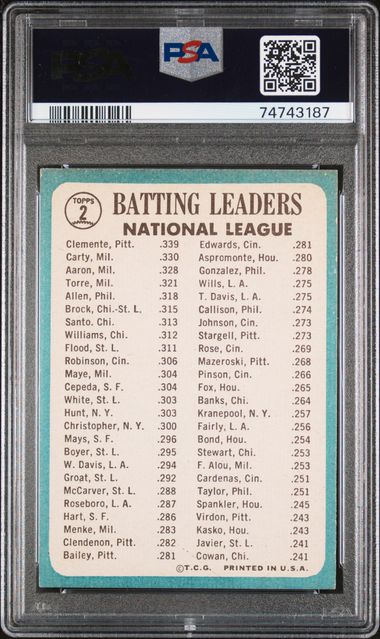 PSA
PSA
74743187
TOPPS
2
BATTING LEADERS
NATIONAL LEAGUE
Clemente, Pitt. .339
Carty, Mil. .330
Aaron, Mil. .328
Torre, Mil. .321
Allen, Phil. .318
Brock, Chi.-St. L. .315
Santo. Chi. .313
Williams, Chi. .312
Flood, St. L. .311
Robinson, Cin. .306
Maye, Mil. .304
Cepeda, S. F. .304
White, St. L. .303
Hunt, N. Y. .303
Christopher, N. Y. .300
Mays, S. F. .296
Boyer, St. L. .295
W. Davis, L. A. .294
Groat, St. L. .292
McCarver, St. L. .288
Roseboro, L. A. .287
Hart, S. F. .286
Menke, Mil. .283
Clendenon, Pitt. .282
Bailey, Pitt. .281
Edwards, Cin. .281
Aspromonte, Hou. .280
Gonzalez, Phil. .278
Wills, L. A. .275
T. Davis, L. A. .275
Callison, Phil. .274
Johnson, Cin. .273
Stargell, Pitt. .273
Rose, Cin. .269
Mazeroski, Pitt. .268
Pinson, Cin. .266
Fox, Hou. .265
Banks, Chi. .264
Kranepool, N. Y. .257
Fairly, L. A. .256
Bond, Hou. .254
Stewart, Chi. .253
F. Alou, Mil. .253
Cardenas, Cin. .251
Taylor, Phil. .251
Spankler, Hou. .245
Virdon, Pitt. .243
Kasko, Hou. .243
Javier, St. L. .241
Cowan, Chi. .241
© T.C.G. PRINTED IN U.S.A.